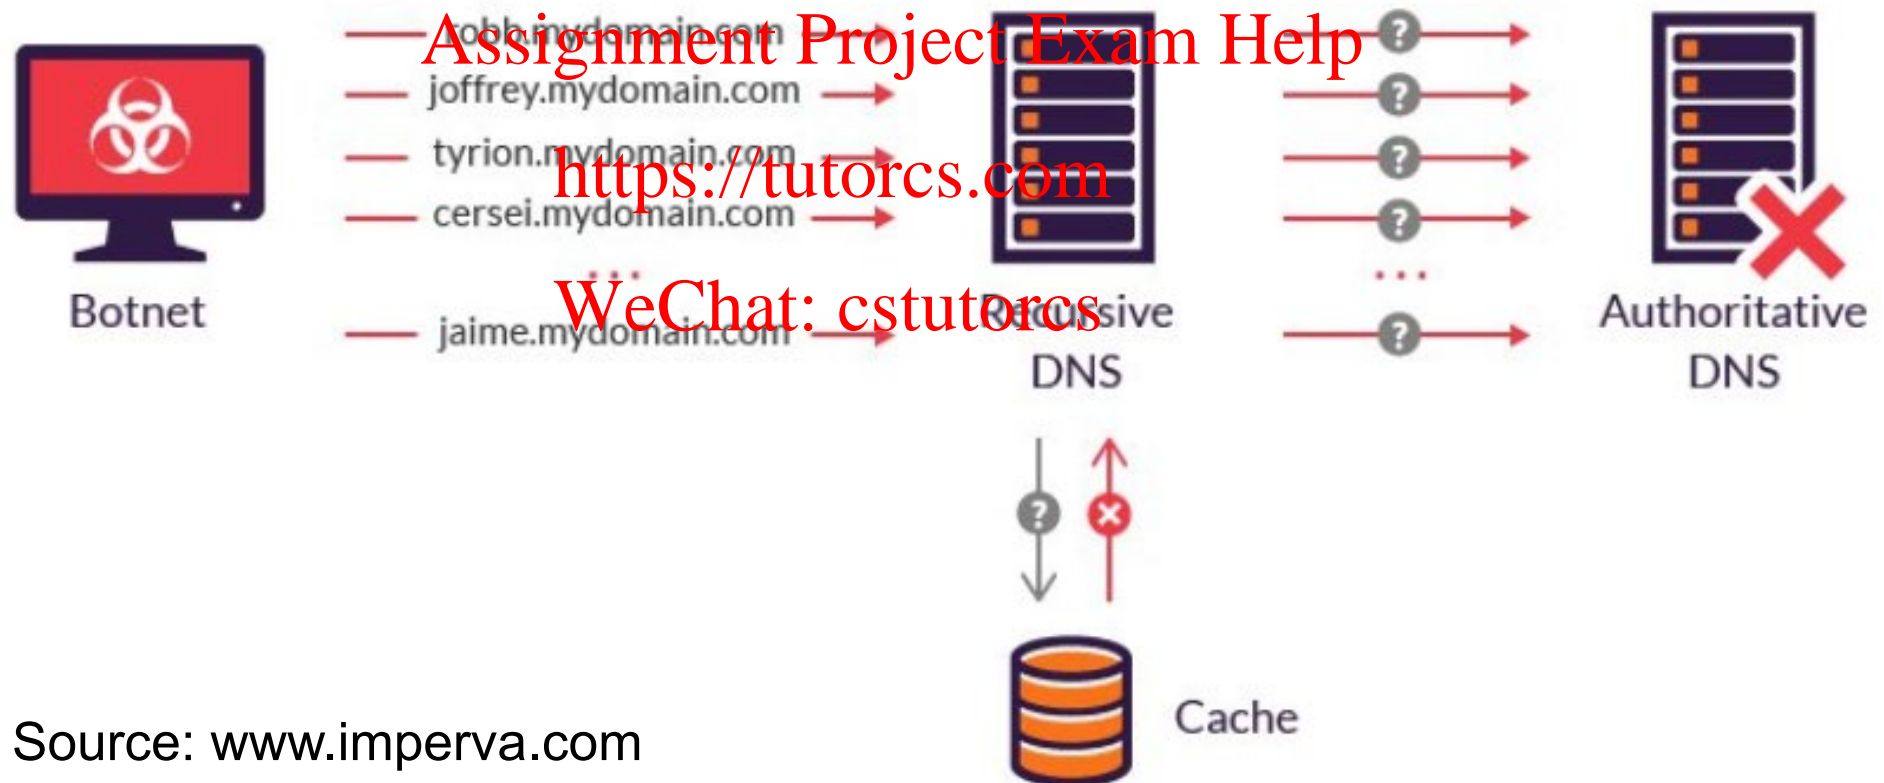 robb.mydomain.com
Assignment Project Exam Help
joffrey.mydomain.com
tyrion.mydomain.com
https://tutorcs.com
cersei.mydomain.com
...
...
Botnet
WeChat: cstutorcs
Recursive
DNS
jaime.mydomain.com
Authoritative
DNS
? ? ? ? ?
?
Cache
Source: www.imperva.com